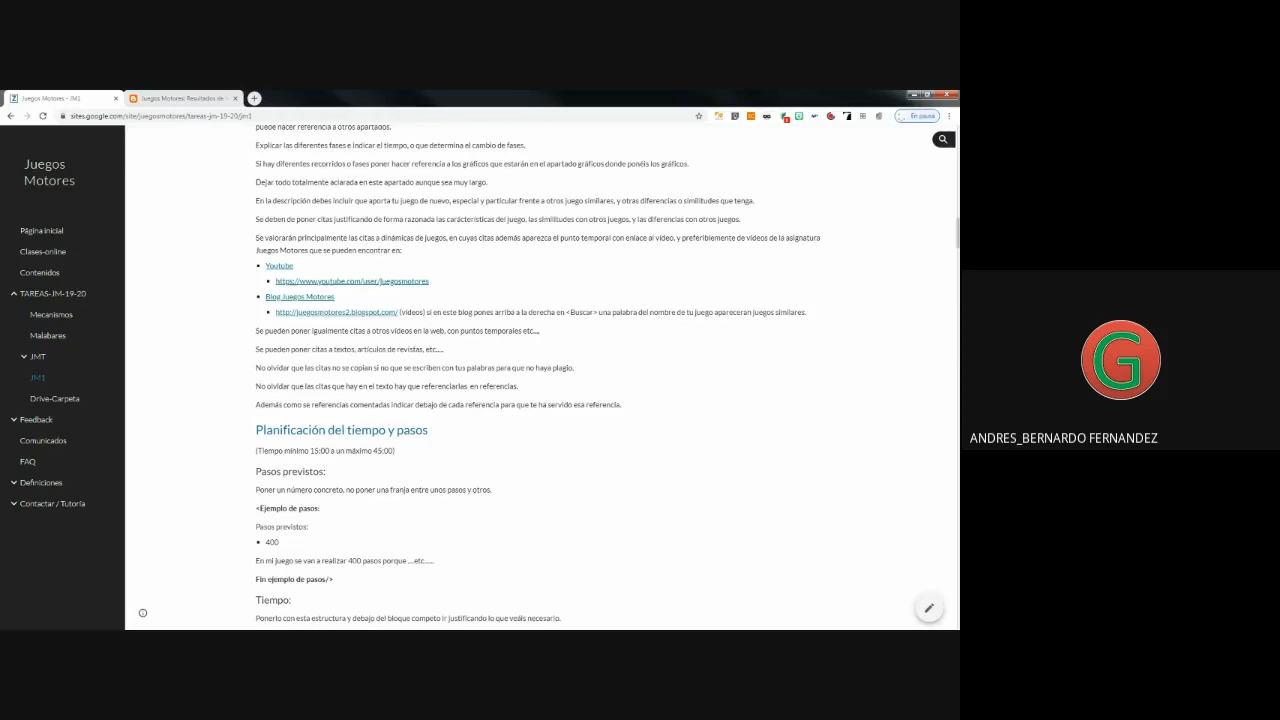 Juegos Motores - JM1
Juegos Motores: Resultados de
sites.google.com/site/juegosmotores/tareas-jm-19-20/jm1
En pausa
Juegos
Motores
Página inicial
Clases-online
Contenidos
TAREAS-JM-19-20
Mecanismos
Malabares
JMT
JM1
Drive-Carpeta
Feedback
Comunicados
FAQ
Definiciones
Contactar / Tutoría
puede hacer referencia a otros apartados.
Explicar las diferentes fases e indicar el tiempo, o que determina el cambio de fases.
Si hay diferentes recorridos o fases poner hacer referencia a los gráficos que estarán en el apartado gráficos donde ponéis los gráficos.
Dejar todo totalmente aclarada en este apartado aunque sea muy largo.
En la descripción debes incluir que aporta tu juego de nuevo, especial y particular frente a otros juego similares, y otras diferencias o similitudes que tenga.
Se deben de poner citas justificando de forma razonada las carácterísticas del juego, las similitudes con otros juegos, y las diferencias con otros juegos.
Se valorarán principalmente las citas a dinámicas de juegos, en cuyas citas además aparezca el punto temporal con enlace al vídeo, y preferiblemente de vídeos de la asignatura
Juegos Motores que se pueden encontrar en:
Youtube
https://www.youtube.com/user/juegosmotores
Blog Juegos Motores
http://juegosmotores2.blogspot.com/ (vídeos) si en este blog pones arriba a la derecha en <Buscar> una palabra del nombre de tu juego apareceran juegos similares.
Se pueden poner igualmente citas a otros vídeos en la web, con puntos temporales etc....
Se pueden poner citas a textos, artículos de revistas, etc.....
No olvidar que las citas no se copian si no que se escriben con tus palabras para que no haya plagio.
No olvidar que las citas que hay en el texto hay que referenciarlas en referencias.
Además como se referencias comentadas indicar debajo de cada referencia para que te ha servido esa referencia.
Planificación del tiempo y pasos
(Tiempo mínimo 15:00 a un máximo 45:00)
Pasos previstos:
Poner un número concreto, no poner una franja entre unos pasos y otros.
<Ejemplo de pasos:
Pasos previstos:
400
En mi juego se van a realizar 400 pasos porque ....etc.....
Fin ejemplo de pasos/>
Tiempo:
Ponerlo con esta estructura y debajo del bloque competo ir justificando lo que veáis necesario.
G
ANDRES_BERNARDO FERNANDEZ